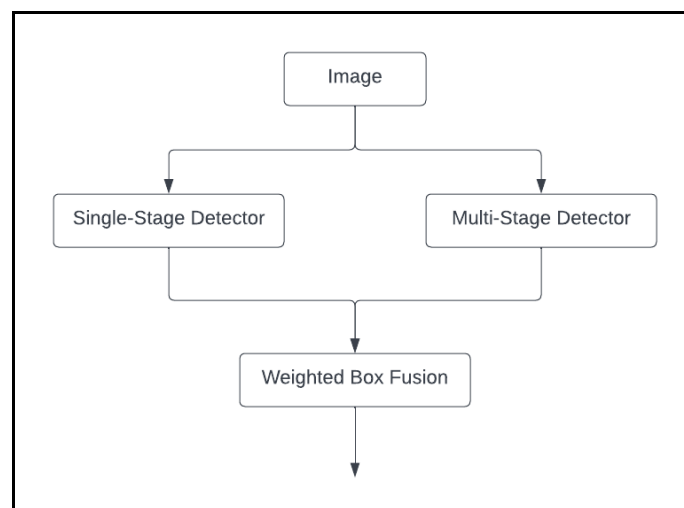 Image
Single-Stage Detector
Multi-Stage Detector
Weighted Box Fusion